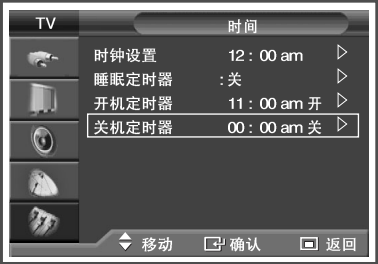 TV 时间
时钟设置 12 : 00 am
睡眠定时器 : 关
开机定时器 11 : 00 am 开
关机定时器 00 : 00 am 关
移动 确认 返回